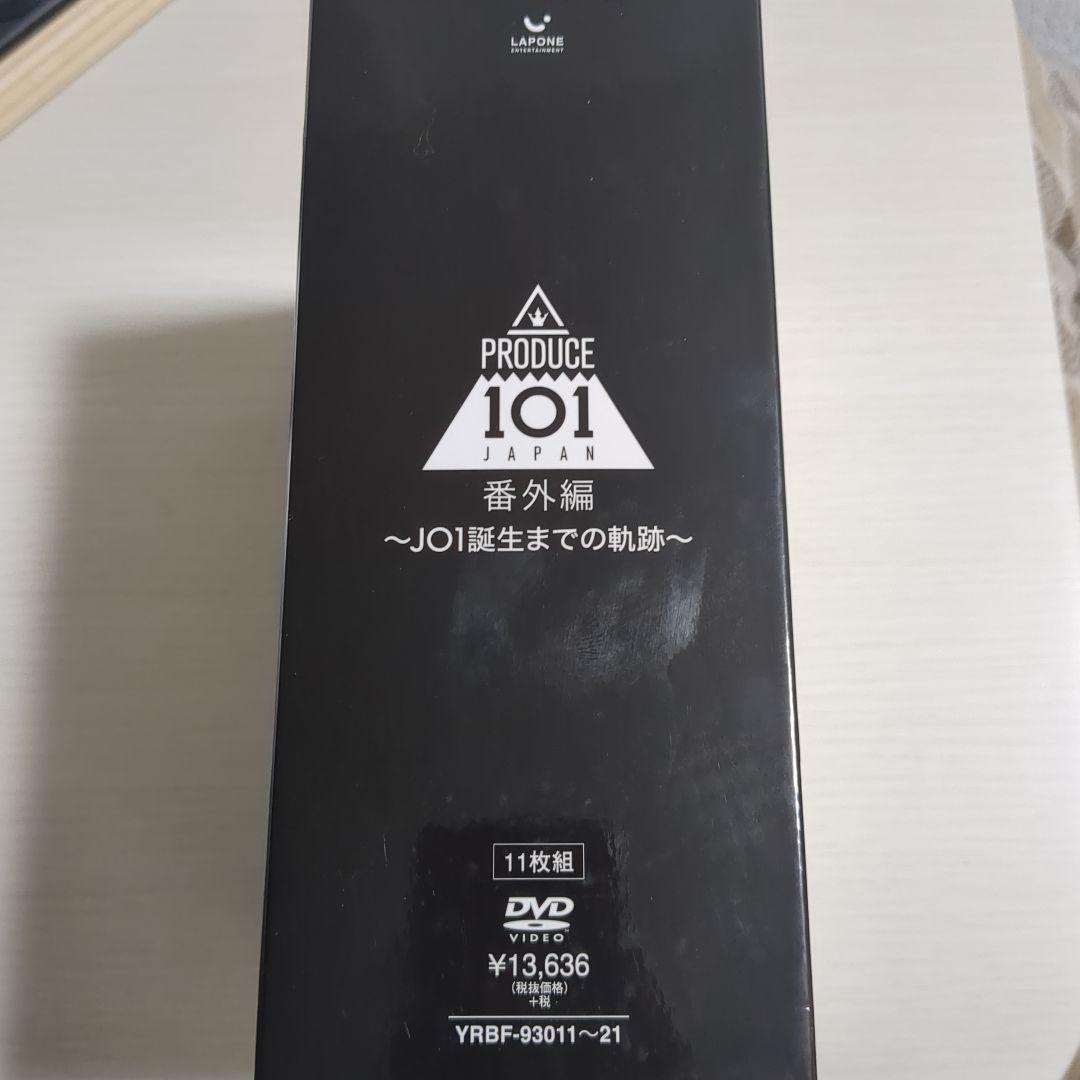 LAPONE
ENTERTAINMENT
PRODUCE
101
JAPAN
番外編
〜JO1誕生までの軌跡〜
11枚組
DVD
VIDEO™
¥13,636
(税抜価格)
+税
YRBF-93011〜21